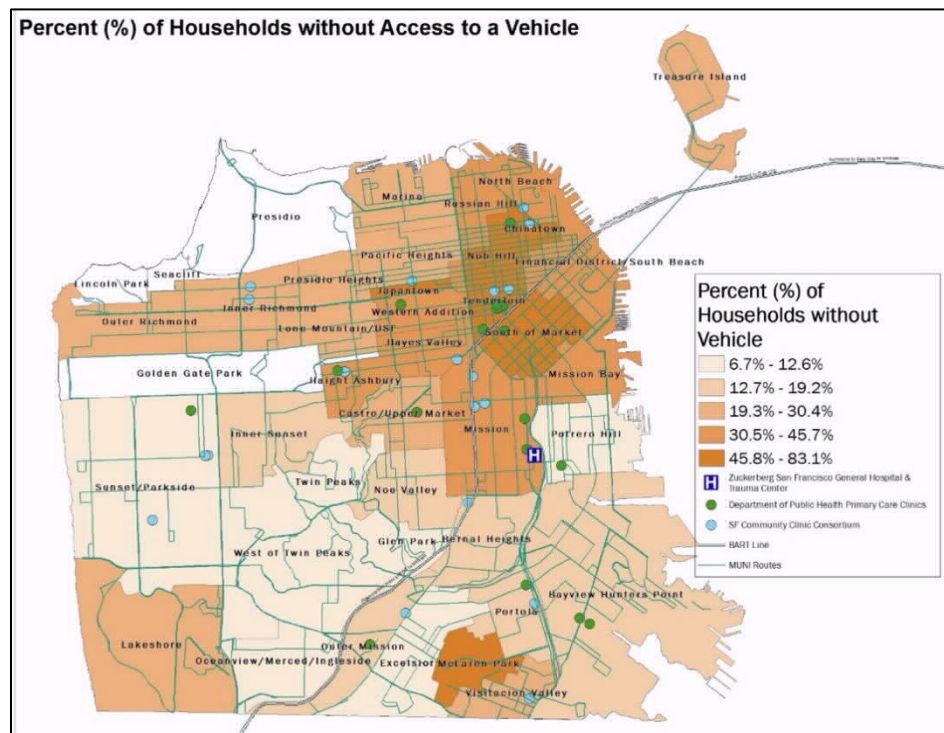 Percent (%) of Households without Access to a Vehicle
Treasure Island
North Beach
Marina
Russian Hill
Presidio
Chinatown
Pacific Heights
Nob Hill
Financial District/South Beach
Seacliff
Lincoln Park
Presidio Heights
Japantown
Inner Richmond
Tenderloin
Outer Richmond
Western Addition
Lone Mountain/USF
South of Market
Hayes Valley
Golden Gate Park
Haight Ashbury
Mission Bay
Castro/Upper Market
Inner Sunset
Mission
Potrero Hill
Sunset/Parkside
Twin Peaks
Noe Valley
Glen Park
Bernal Heights
West of Twin Peaks
Bayview Hunters Point
Portola
Lakeshore
Outer Mission
Oceanview/Merced/Ingleside
Excelsior
McLaren Park
Visitacion Valley
Percent (%) of
Households without
Vehicle
6.7% - 12.6%
12.7% - 19.2%
19.3% - 30.4%
30.5% - 45.7%
45.8% - 83.1%
H
H
Zuckerberg San Francisco General Hospital &
Trauma Center
Department of Public Health Primary Care Clinics
SF Community Clinic Consortium
BART Line
MUNI Routes